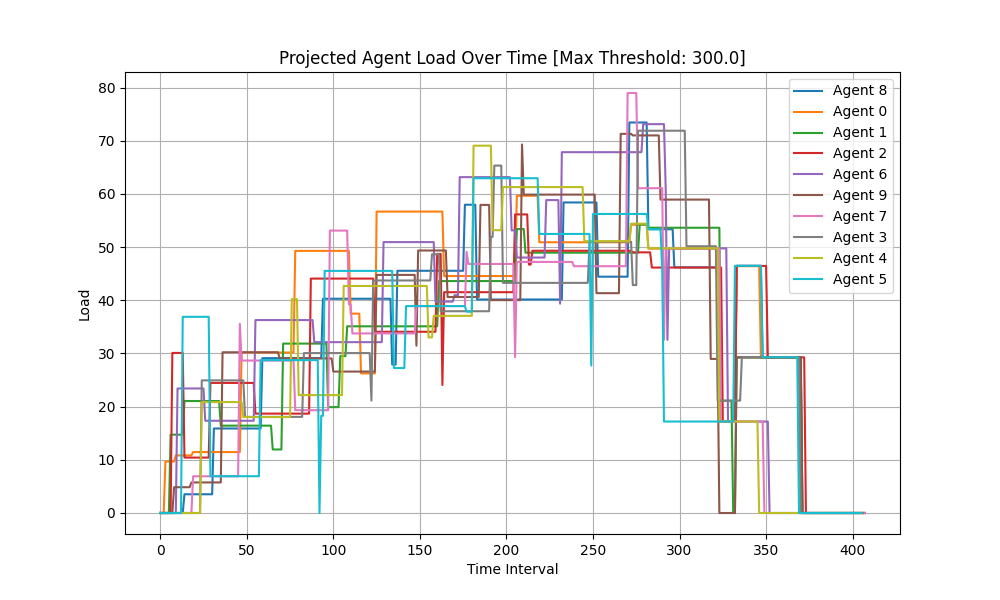 Projected Agent Load Over Time [Max Threshold: 300.0]
Load
80
70
60
50
40
30
20
10
0
0 50 100 150 200 250 300 350 400
Time Interval
Agent 8
Agent 0
Agent 1
Agent 2
Agent 6
Agent 9
Agent 7
Agent 3
Agent 4
Agent 5